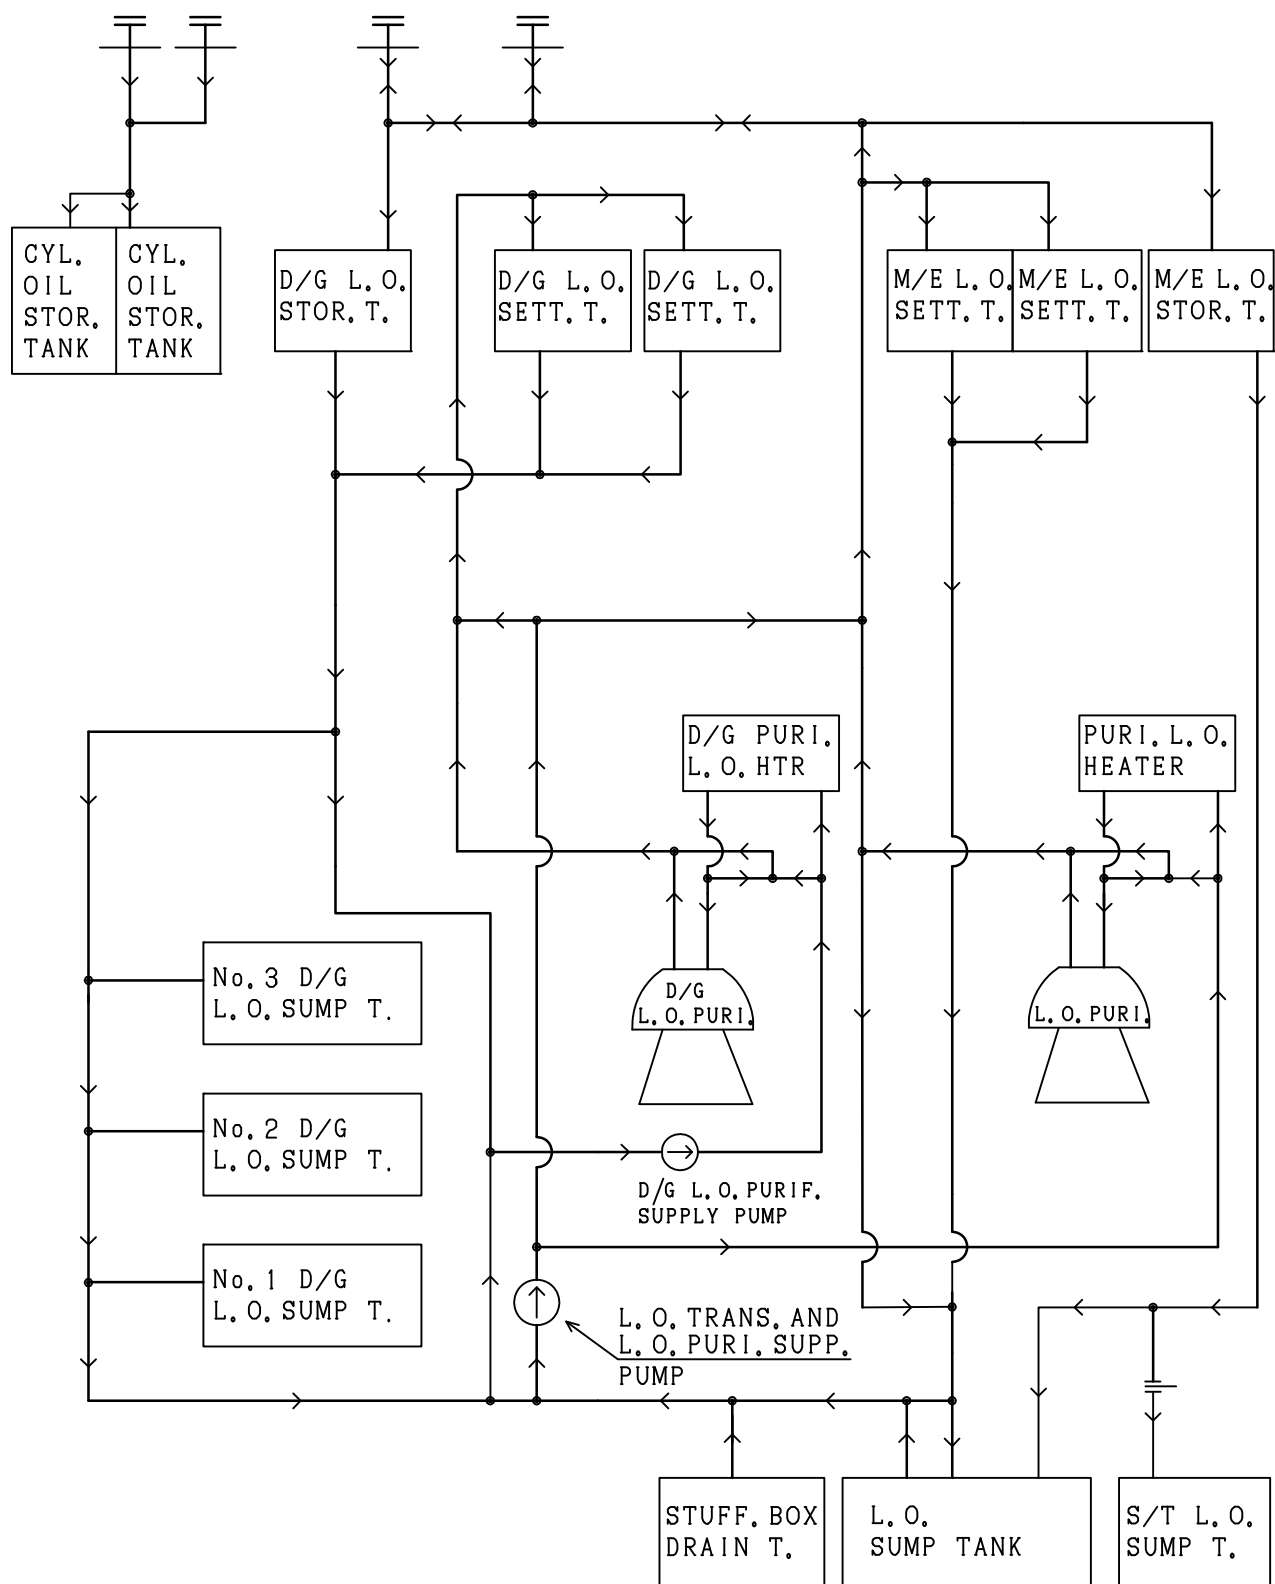 CYL.
OIL
STOR.
TANK
CYL.
OIL
STOR.
TANK
D/G L.O.
STOR.T.
D/G L.O.
SETT.T.
D/G L.O.
SETT.T.
M/E L.O.
SETT.T.
M/E L.O.
SETT.T.
M/E L.O.
STOR.T.
D/G PURI.
L.O.HTR
PURI.L.O.
HEATER
No.3 D/G
L.O.SUMP T.
D/G
L.O.PURI.
L.O.PURI.
No.2 D/G
L.O.SUMP T.
D/G L.O.PURIF.
SUPPLY PUMP
No.1 D/G
L.O.SUMP T.
L.O.TRANS.AND
L.O.PURI.SUPP.
PUMP
STUFF.BOX
DRAIN T.
L.O.
SUMP TANK
S/T L.O.
SUMP T.